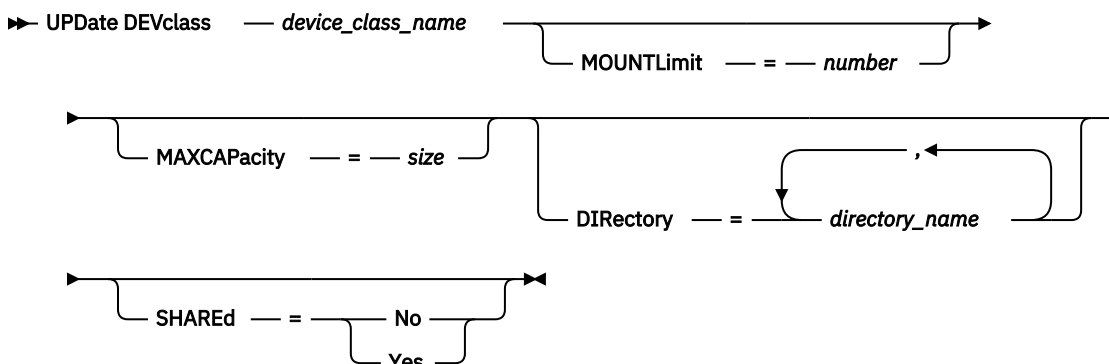 UPDate DEVclass device_class_name
MOUNTLimit = number
MAXCAPacity = size
,
DIRectory = directory_name
SHAREd = No
Yes